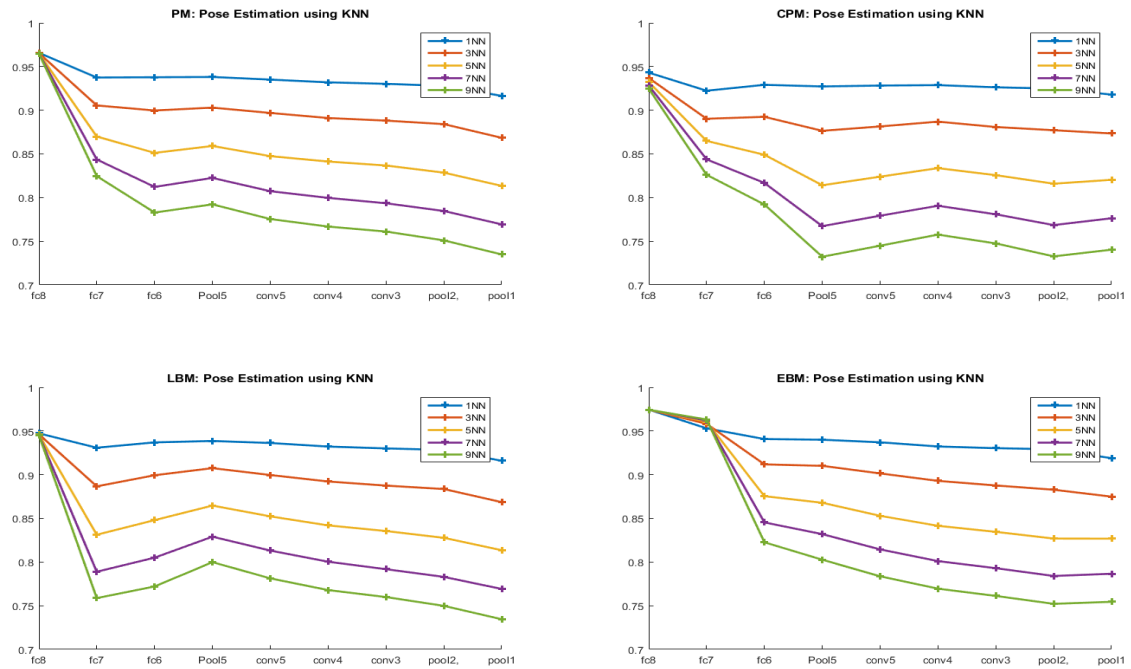 PM: Pose Estimation using KNN
1
0.95
0.9
0.85
0.8
0.75
0.7
fc8 fc7 fc6 Pool5 conv5 conv4 conv3 pool2, pool1
1NN
3NN
5NN
7NN
9NN
CPM: Pose Estimation using KNN
1
0.95
0.9
0.85
0.8
0.75
0.7
fc8 fc7 fc6 Pool5 conv5 conv4 conv3 pool2, pool1
1NN
3NN
5NN
7NN
9NN
LBM: Pose Estimation using KNN
1
0.95
0.9
0.85
0.8
0.75
0.7
fc8 fc7 fc6 Pool5 conv5 conv4 conv3 pool2, pool1
1NN
3NN
5NN
7NN
9NN
EBM: Pose Estimation using KNN
1
0.95
0.9
0.85
0.8
0.75
0.7
fc8 fc7 fc6 Pool5 conv5 conv4 conv3 pool2, pool1
1NN
3NN
5NN
7NN
9NN